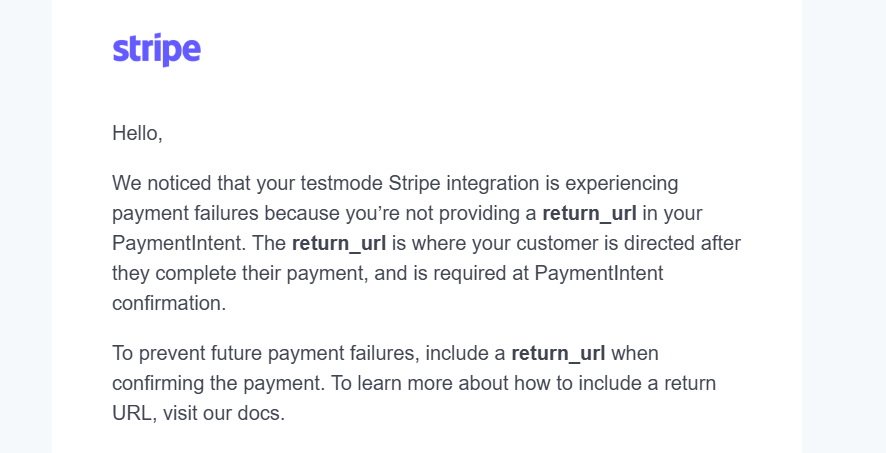 stripe
Hello,
We noticed that your testmode Stripe integration is experiencing
payment failures because you’re not providing a return_url in your
PaymentIntent. The return_url is where your customer is directed after
they complete their payment, and is required at PaymentIntent
confirmation.
To prevent future payment failures, include a return_url when
confirming the payment. To learn more about how to include a return
URL, visit our docs.